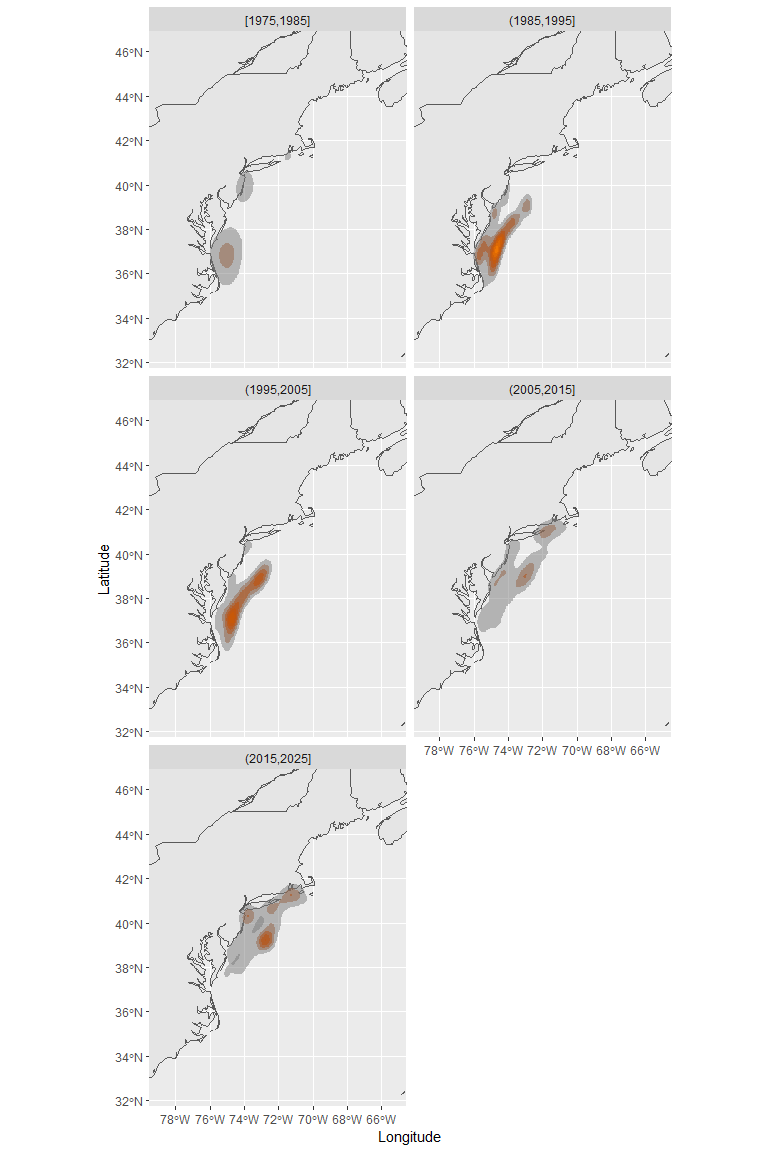 [1975,1985]
(1985,1995]
46°N
44°N
42°N
40°N
38°N
36°N
34°N
32°N
(1995,2005]
(2005,2015]
46°N
44°N
42°N
40°N
38°N
36°N
34°N
32°N
78°W 76°W 74°W 72°W 70°W 68°W 66°W
(2015,2025]
46°N
44°N
42°N
40°N
38°N
36°N
34°N
32°N
78°W 76°W 74°W 72°W 70°W 68°W 66°W
Latitude
Longitude